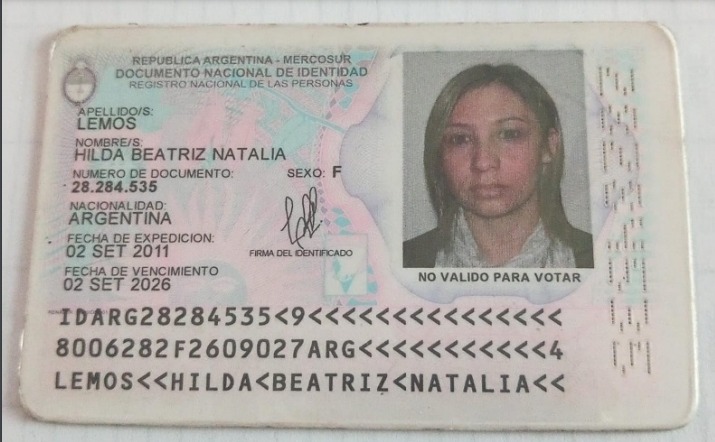 REPUBLICA ARGENTINA - MERCOSUR
DOCUMENTO NACIONAL DE IDENTIDAD
REGISTRO NACIONAL DE LAS PERSONAS
APELLIDO/S:
LEMOS
NOMBRE/S:
HILDA BEATRIZ NATALIA
NUMERO DE DOCUMENTO: SEXO: F
28.284.535
NACIONALIDAD:
ARGENTINA
FECHA DE EXPEDICION:
02 SET 2011
FIRMA DEL IDENTIFICADO
FECHA DE VENCIMIENTO
02 SET 2026
NO VALIDO PARA VOTAR
IDARG28284535<9<<<<<<<<<<<<<<<
8006282F2609027ARG<<<<<<<<<<<4
LEMOS<<HILDA<BEATRIZ<NATALIA<<